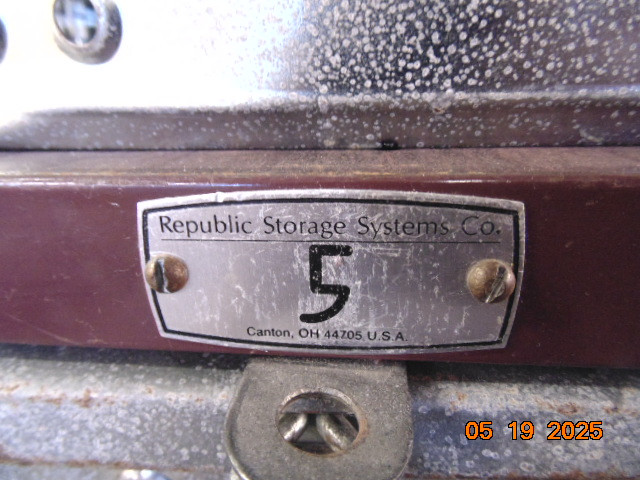 Republic Storage Systems Co.
5
Canton, OH 44705 U.S.A.
05 19 2025